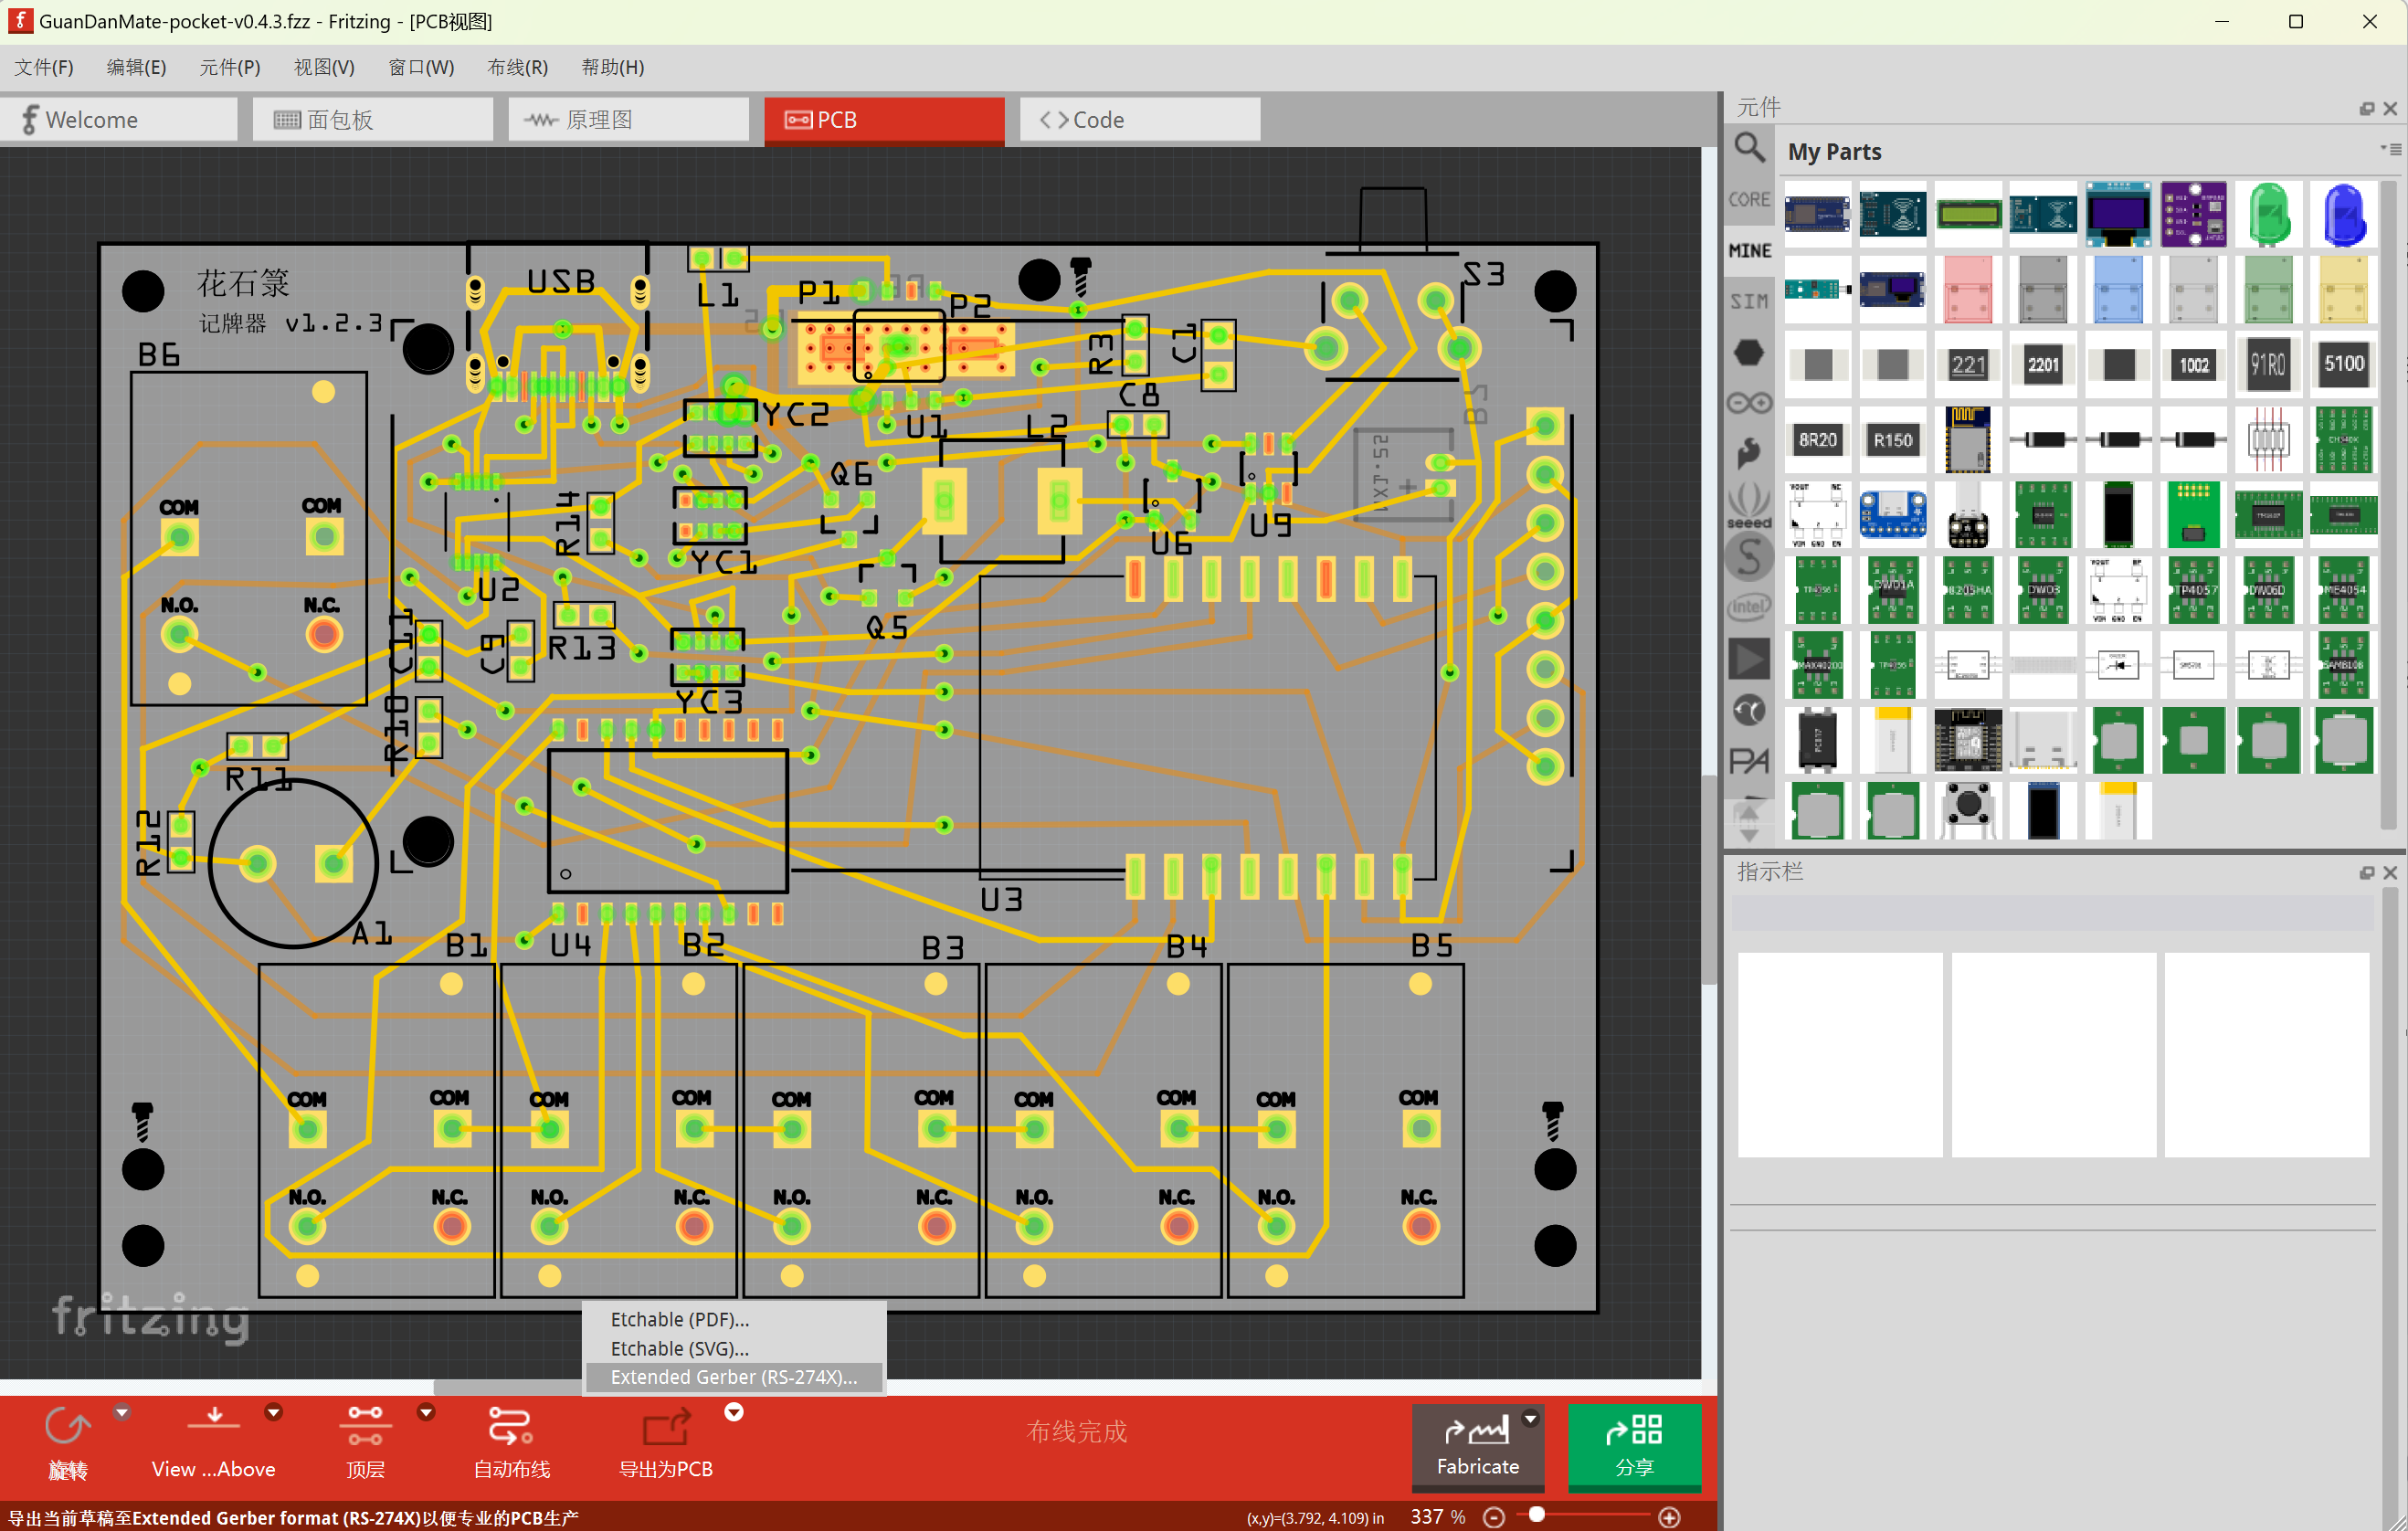 GuanDanMate-pocket-v0.4.3.fzz - Fritzing - [PCB视图]
文件(F) 编辑(E) 元件(P) 视图(V) 窗口(W) 布线(R) 帮助(H)
Welcome 面包板 原理图 PCB Code
元件
My Parts
CORE
MINE
SIM
seeed
intel
PA
221 2201 1002 91R0 5100
8R20 R150
花石篆
记牌器 v1.2.3
USB
L1
P1
P2
S3
B6
R3
C7
C8
YC2
U1
L2
Q6
R14
YC1
U9
U6
U2
COM COM
N.O. N.C.
C11
C9
R13
Q5
YC3
R10
R11
R12
A1
U3
B1 U4 B2 B3 B4 B5
COM COM COM COM COM COM COM COM COM COM
N.O. N.C. N.O. N.C. N.O. N.C. N.O. N.C. N.O. N.C.
fritzing
Etchable (PDF)...
Etchable (SVG)...
Extended Gerber (RS-274X)...
旋转 View ...Above 顶层 自动布线 导出为PCB
布线完成
Fabricate
分享
导出当前草稿至Extended Gerber format (RS-274X)以便专业的PCB生产
(x,y)=(3.792, 4.109) in 337 %
指示栏